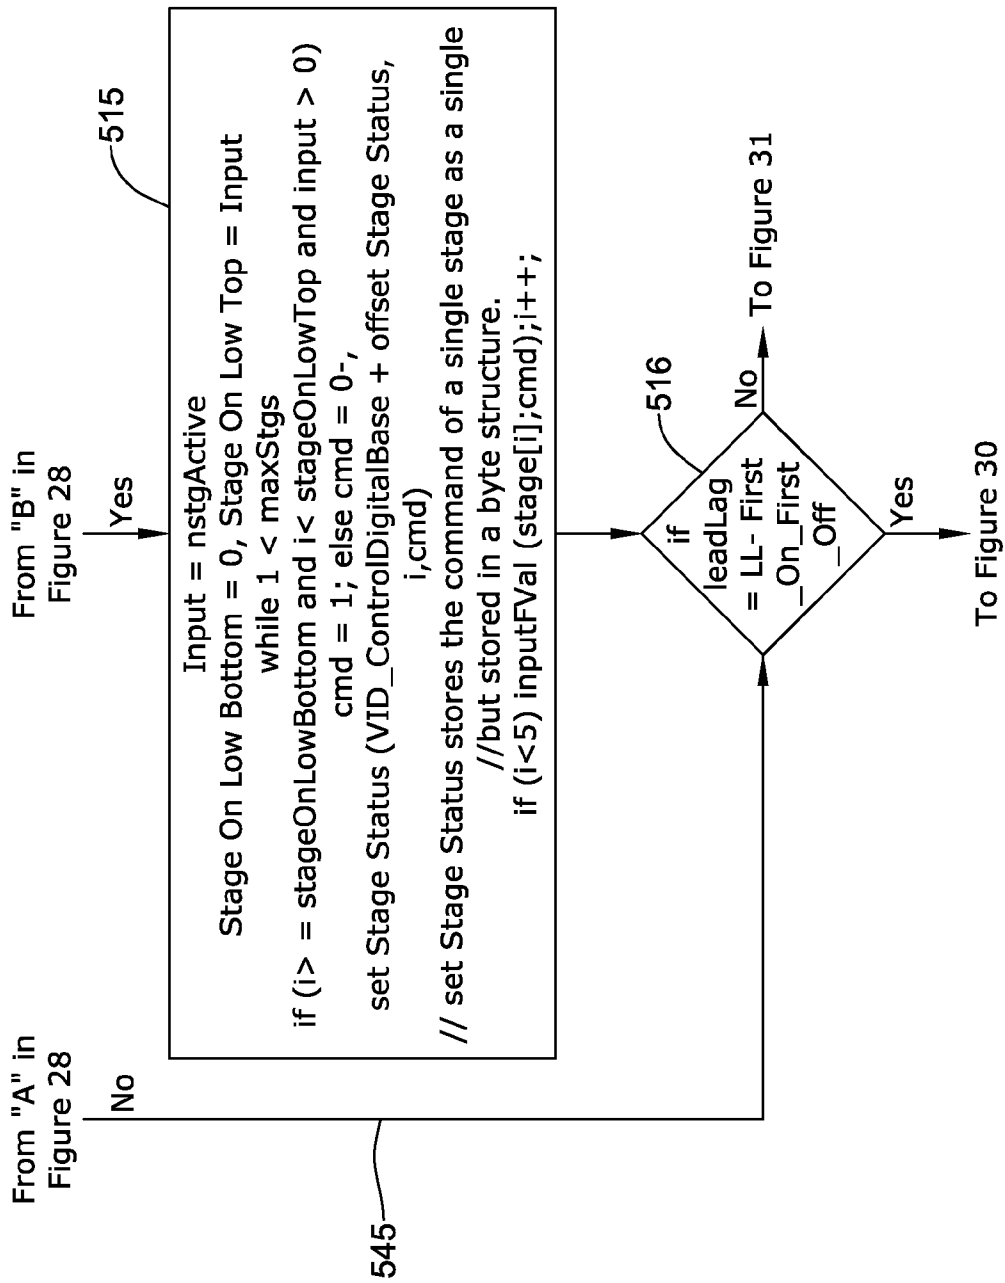 From "A" in
Figure 28
No
545
From "B" in
Figure 28
Yes
515
Input = nstgActive
Stage On Low Bottom = 0, Stage On Low Top = Input
while 1 < maxStgs
if (i> = stageOnLowBottom and i< stageOnLowTop and input > 0)
cmd = 1; else cmd = 0-,
set Stage Status (VID_ControlDigitalBase + offset Stage Status,
i,cmd)
// set Stage Status stores the command of a single stage as a single
//but stored in a byte structure.
if (i<5) inputFVal (stage[i];cmd);i++;
516
if
leadLag
= LL- First
_On_First
_Off
No
To Figure 31
Yes
To Figure 30